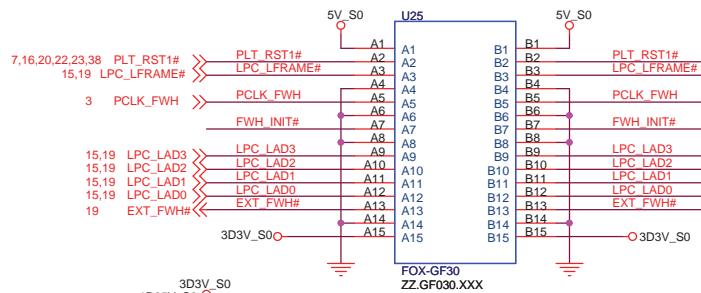 5V_S0 U25 5V_S0
A1 A1 B1 B1
7,16,20,22,23,38 PLT_RST1# PLT_RST1# A2 A2 B2 B2 PLT_RST1#
15,19 LPC_LFRAME# LPC_LFRAME# A3 A3 B3 B3 LPC_LFRAME#
A4 A4 B4 B4
3 PCLK_FWH PCLK_FWH A5 A5 B5 B5 PCLK_FWH
A6 A6 B6 B6
FWH_INIT# A7 A7 B7 B7 FWH_INIT#
A8 A8 B8 B8
15,19 LPC_LAD3 LPC_LAD3 A9 A9 B9 B9 LPC_LAD3
15,19 LPC_LAD2 LPC_LAD2 A10 A10 B10 B10 LPC_LAD2
15,19 LPC_LAD1 LPC_LAD1 A11 A11 B11 B11 LPC_LAD1
15,19 LPC_LAD0 LPC_LAD0 A12 A12 B12 B12 LPC_LAD0
19 EXT_FWH# EXT_FWH# A13 A13 B13 B13 EXT_FWH#
A14 A14 B14 B14
3D3V_S0 A15 A15 B15 B15 3D3V_S0
FOX-GF30
ZZ.GF030.XXX
3D3V_S0